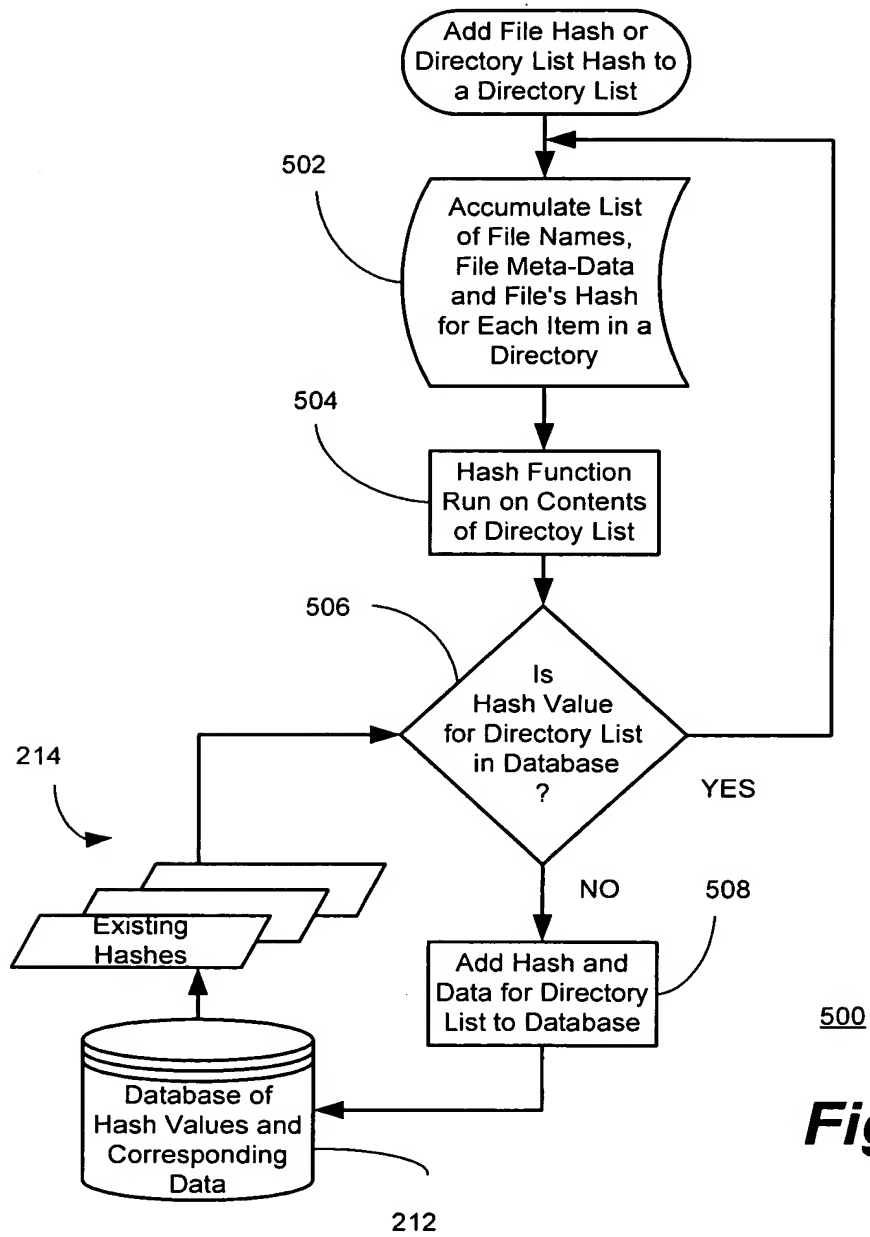 Add File Hash or
Directory List Hash to
a Directory List
502
Accumulate List
of File Names,
File Meta-Data
and File's Hash
for Each Item in a
Directory
504
Hash Function
Run on Contents
of Directoy List
506
Is
Hash Value
for Directory List
in Database
?
YES
214
NO
508
Existing
Hashes
Add Hash and
Data for Directory
List to Database
500
Database of
Hash Values and
Corresponding
Data
Fig
212